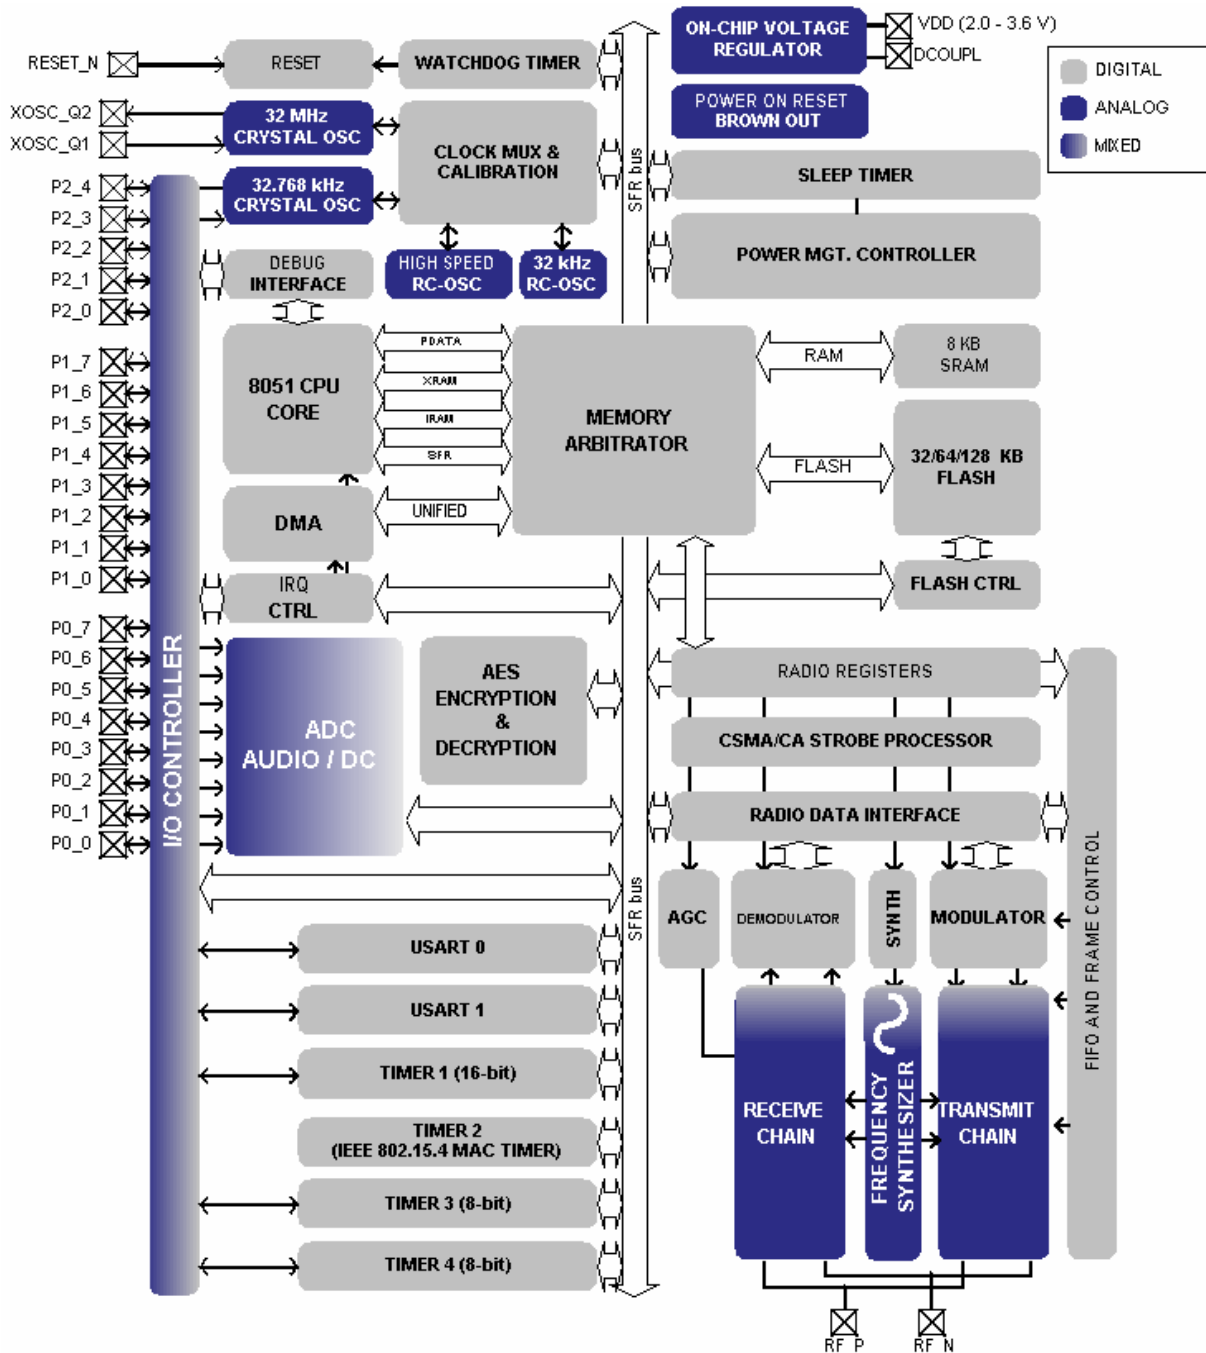 RESET_N
RESET
WATCHDOG TIMER
ON-CHIP VOLTAGE
REGULATOR
VDD (2.0 - 3.6 V)
DCOUPL
DIGITAL
ANALOG
MIXED
POWER ON RESET
BROWN OUT
XOSC_Q2
XOSC_Q1
32 MHz
CRYSTAL OSC
32.768 kHz
CRYSTAL OSC
CLOCK MUX &
CALIBRATION
HIGH SPEED
RC-OSC
32 kHz
RC-OSC
SFR bus
SLEEP TIMER
POWER MGT. CONTROLLER
P2_4
P2_3
P2_2
P2_1
P2_0
P1_7
P1_6
P1_5
P1_4
P1_3
P1_2
P1_1
P1_0
P0_7
P0_6
P0_5
P0_4
P0_3
P0_2
P0_1
P0_0
I/O CONTROLLER
DEBUG
INTERFACE
8051 CPU
CORE
DMA
IRQ
CTRL
PDATA
XRAM
IRAM
SFR
UNIFIED
MEMORY
ARBITRATOR
RAM
FLASH
8 KB
SRAM
32/64/128 KB
FLASH
FLASH CTRL
ADC
AUDIO / DC
AES
ENCRYPTION
&
DECRYPTION
RADIO REGISTERS
CSMA/CA STROBE PROCESSOR
RADIO DATA INTERFACE
SFR bus
AGC
DEMODULATOR
SYNTH
MODULATOR
FIFO AND FRAME CONTROL
USART 0
USART 1
TIMER 1 (16-bit)
TIMER 2
(IEEE 802.15.4 MAC TIMER)
TIMER 3 (8-bit)
TIMER 4 (8-bit)
RECEIVE
CHAIN
FREQUENCY
SYNTHESIZER
TRANSMIT
CHAIN
RF_P
RF_N